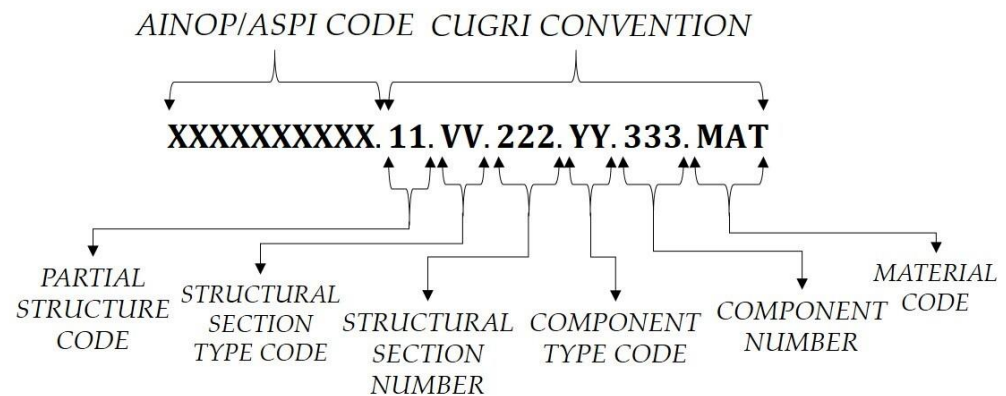 AINOP/ASPI CODE CUGRI CONVENTION
XXXXXXXXXX.11.VV.222.YY.333.MAT
PARTIAL
STRUCTURE
CODE
STRUCTURAL
SECTION
TYPE CODE
STRUCTURAL
SECTION
NUMBER
COMPONENT
TYPE CODE
COMPONENT
NUMBER
MATERIAL
CODE